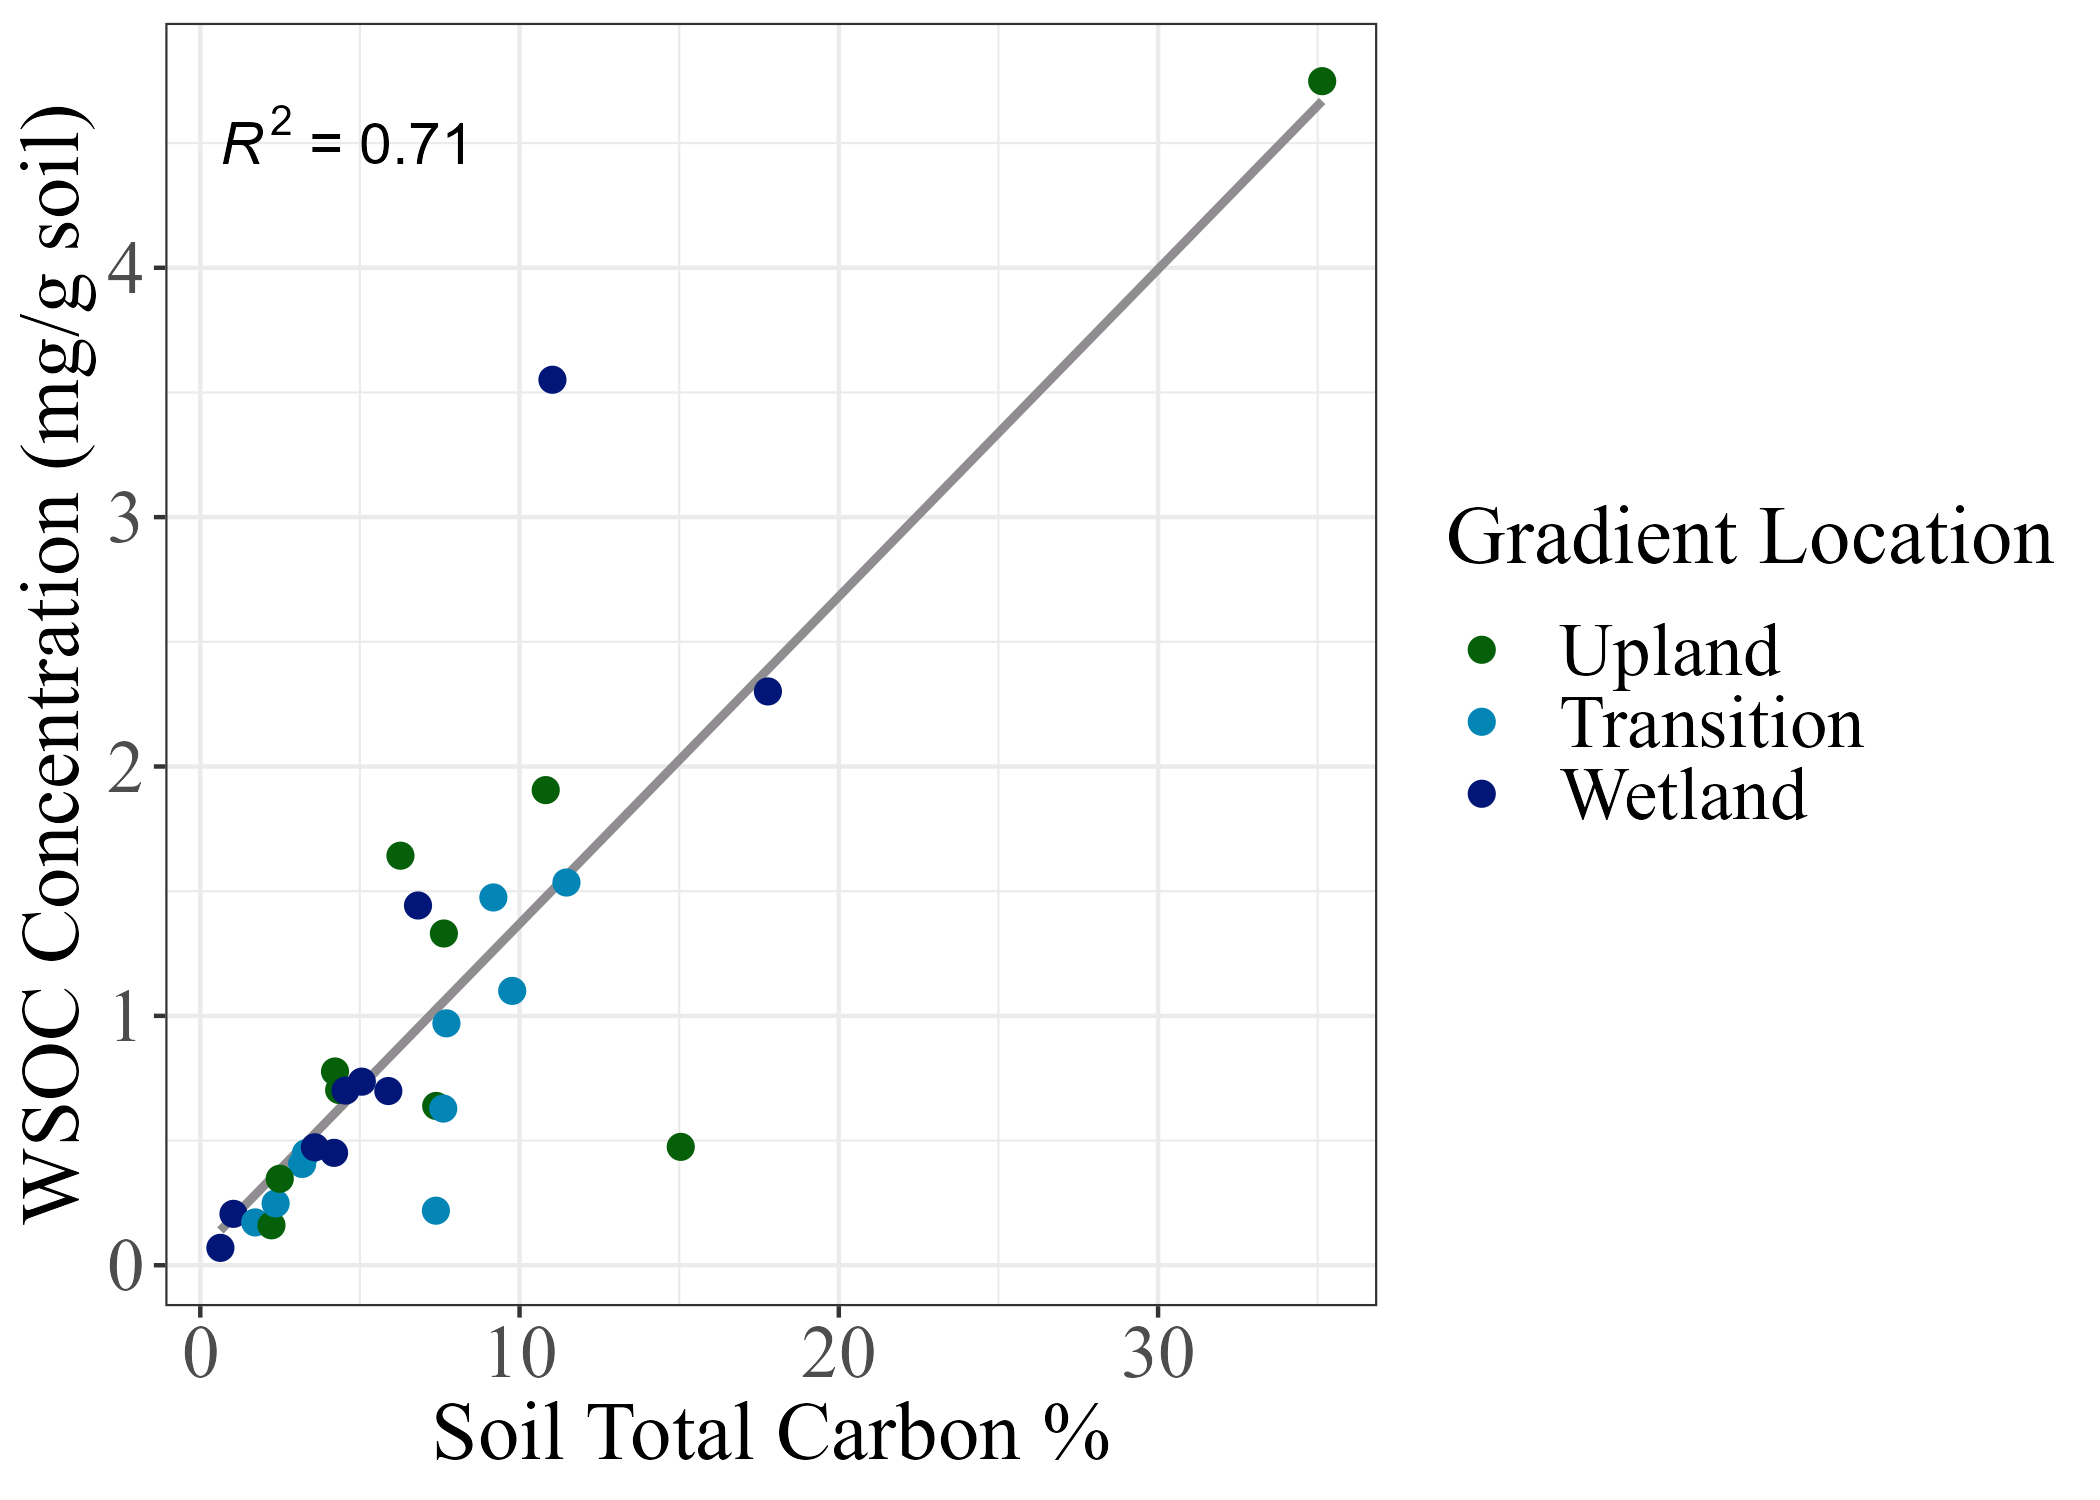 R² = 0.71
WSOC Concentration (mg/g soil)
4
3
2
1
0
0 10 20 30
Soil Total Carbon %
Gradient Location
Upland
Transition
Wetland